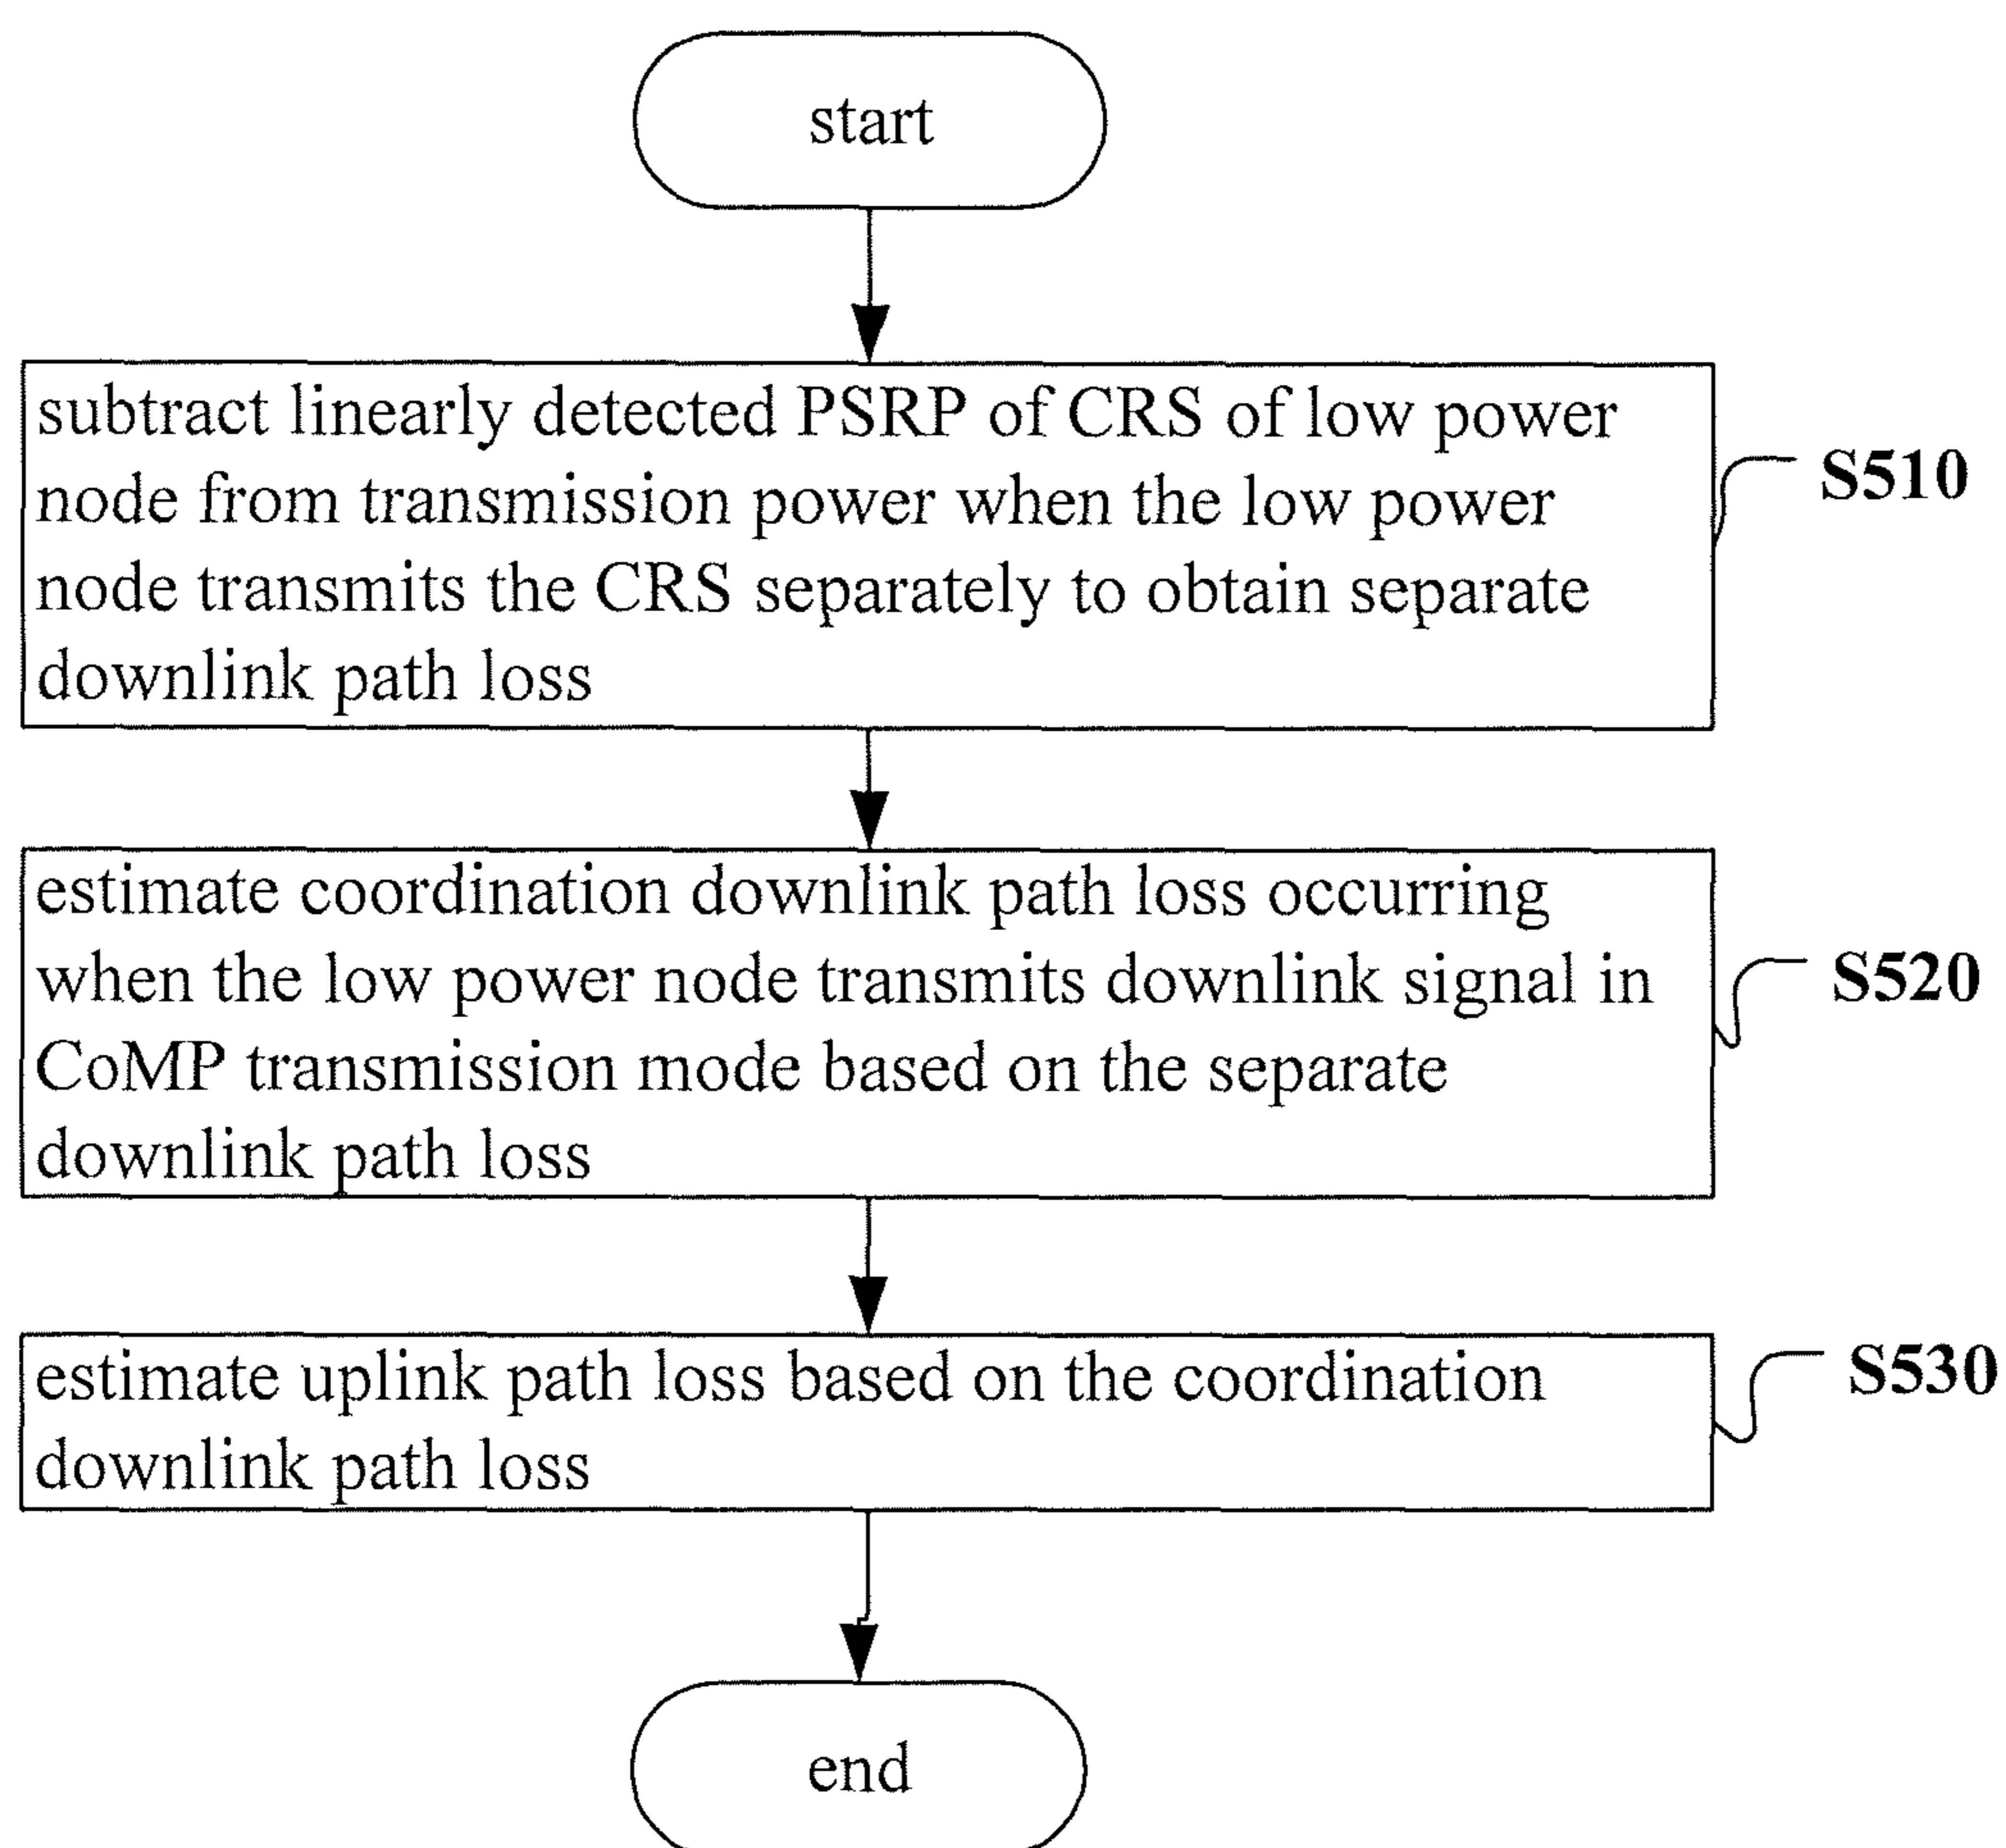 start
subtract linearly detected PSRP of CRS of low power
node from transmission power when the low power
node transmits the CRS separately to obtain separate
downlink path loss
S510
estimate coordination downlink path loss occurring
when the low power node transmits downlink signal in
CoMP transmission mode based on the separate
downlink path loss
S520
estimate uplink path loss based on the coordination
downlink path loss
S530
end